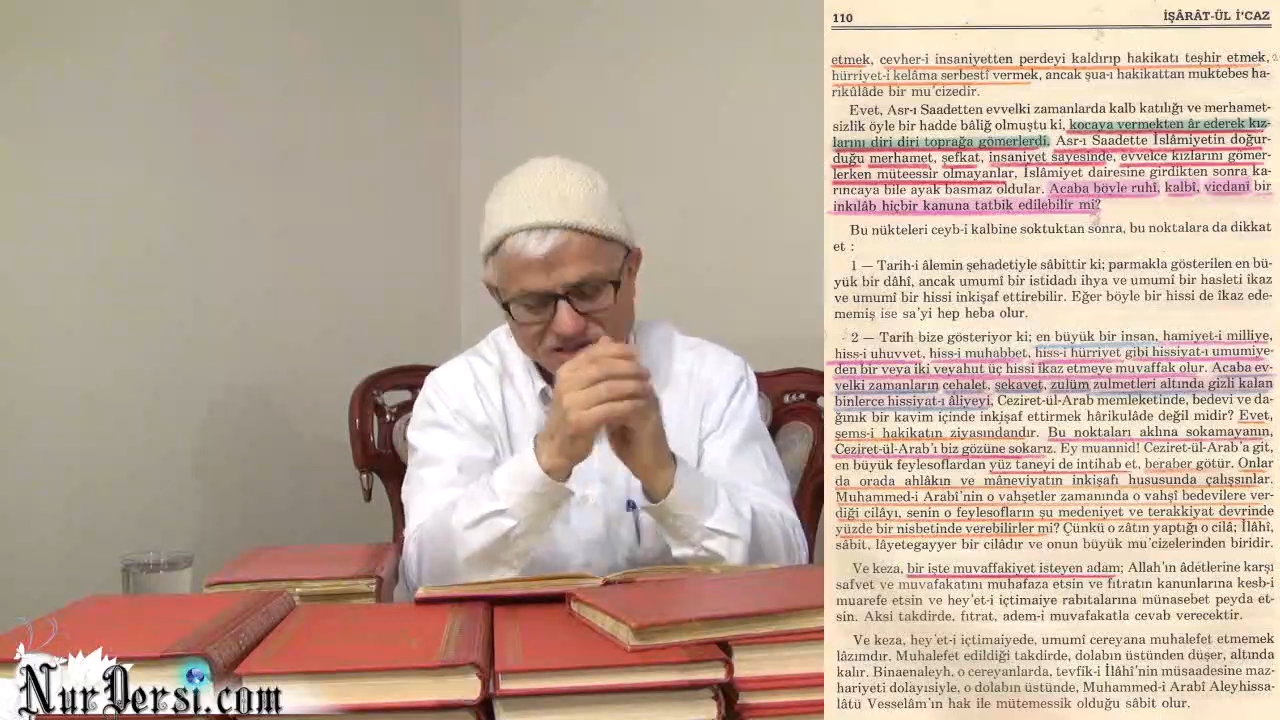 110
İŞÂRÂT-ÜL İ'CAZ
etmek, cevher-i insaniyetten perdeyi kaldırıp hakikatı teşhir etmek,
hürriyet-i kelâma serbestî vermek, ancak şua-ı hakikattan muktebes ha-
rikûlâde bir mu'cizedir.
Evet, Asr-ı Saadetten evvelki zamanlarda kalb katılığı ve merhamet-
sizlik öyle bir hadde bâliğ olmuştu ki, kocaya vermekten âr ederek kız-
larını diri diri toprağa gömerlerdi. Asr-ı Saadette İslâmiyetin doğur-
duğu merhamet, şefkat, insaniyet sayesinde, evvelce kızlarını gömer-
lerken müteessir olmayanlar, İslâmiyet dairesine girdikten sonra ka-
rıncaya bile ayak basmaz oldular. Acaba böyle ruhî, kalbî, vicdanî bir
inkılâb hiçbir kanuna tatbik edilebilir mi?
Bu nükteleri ceyb-i kalbine soktuktan sonra, bu noktalara da dikkat
et :
1 — Tarih-i âlemin şehadetiyle sâbittir ki; parmakla gösterilen en bü-
yük bir dâhî, ancak umumî bir istidadı ihya ve umumî bir hasleti ikaz
ve umumî bir hissi inkişaf ettirebilir. Eğer böyle bir hissi de ikaz ede-
memiş ise sa'yi hep heba olur.
2 — Tarih bize gösteriyor ki; en büyük bir insan, hamiyet-i milliye,
hiss-i uhuvvet, hiss-i muhabbet, hiss-i hürriyet gibi hissiyat-ı umumiye-
den bir veya iki veyahut üç hissi ikaz etmeye muvaffak olur. Acaba ev-
velki zamanların cehalet, şekavet, zulüm zulmetleri altında gizli kalan
binlerce hissiyat-ı âliyeyi, Ceziret-ül-Arab memleketinde, bedevi ve da-
ğınık bir kavim içinde inkişaf ettirmek hârikulâde değil midir? Evet,
şems-i hakikatın ziyasındandır. Bu noktaları aklına sokamayanın,
Ceziret-ül-Arab'ı biz gözüne sokarız. Ey muannid! Ceziret-ül-Arab'a git,
en büyük feylesoflardan yüz taneyi de intihab et, beraber götür. Onlar
da orada ahlâkın ve mâneviyatın inkişafı hususunda çalışsınlar.
Muhammed-i Arabî'nin o vahşetler zamanında o vahşî bedevilere ver-
diği cilâyı, senin o feylesofların şu medeniyet ve terakkiyat devrinde
yüzde bir nisbetinde verebilirler mi? Çünkü o zâtın yaptığı o cilâ; İlâhî,
sâbit, lâyetegayyer bir cilâdır ve onun büyük mu'cizelerinden biridir.
Ve keza, bir işte muvaffakiyet isteyen adam; Allah'ın âdetlerine karşı
safvet ve muvafakatını muhafaza etsin ve fıtratın kanunlarına kesb-i
muarefe etsin ve hey'et-i içtimaiye rabıtalarına münasebet peyda et-
sin. Aksi takdirde, fıtrat, adem-i muvafakatla cevab verecektir.
Ve keza, hey'et-i içtimaiyede, umumî cereyana muhalefet etmemek
lâzımdır. Muhalefet edildiği takdirde, dolabın üstünden düşer, altında
kalır. Binaenaleyh, o cereyanlarda, tevfik-i İlâhî'nin müsaadesine maz-
hariyeti dolayısiyle, o dolabın üstünde, Muhammed-i Arabî Aleyhissa-
lâtü Vesselâm'ın hak ile mütemessik olduğu sâbit olur.
NurDersi.com